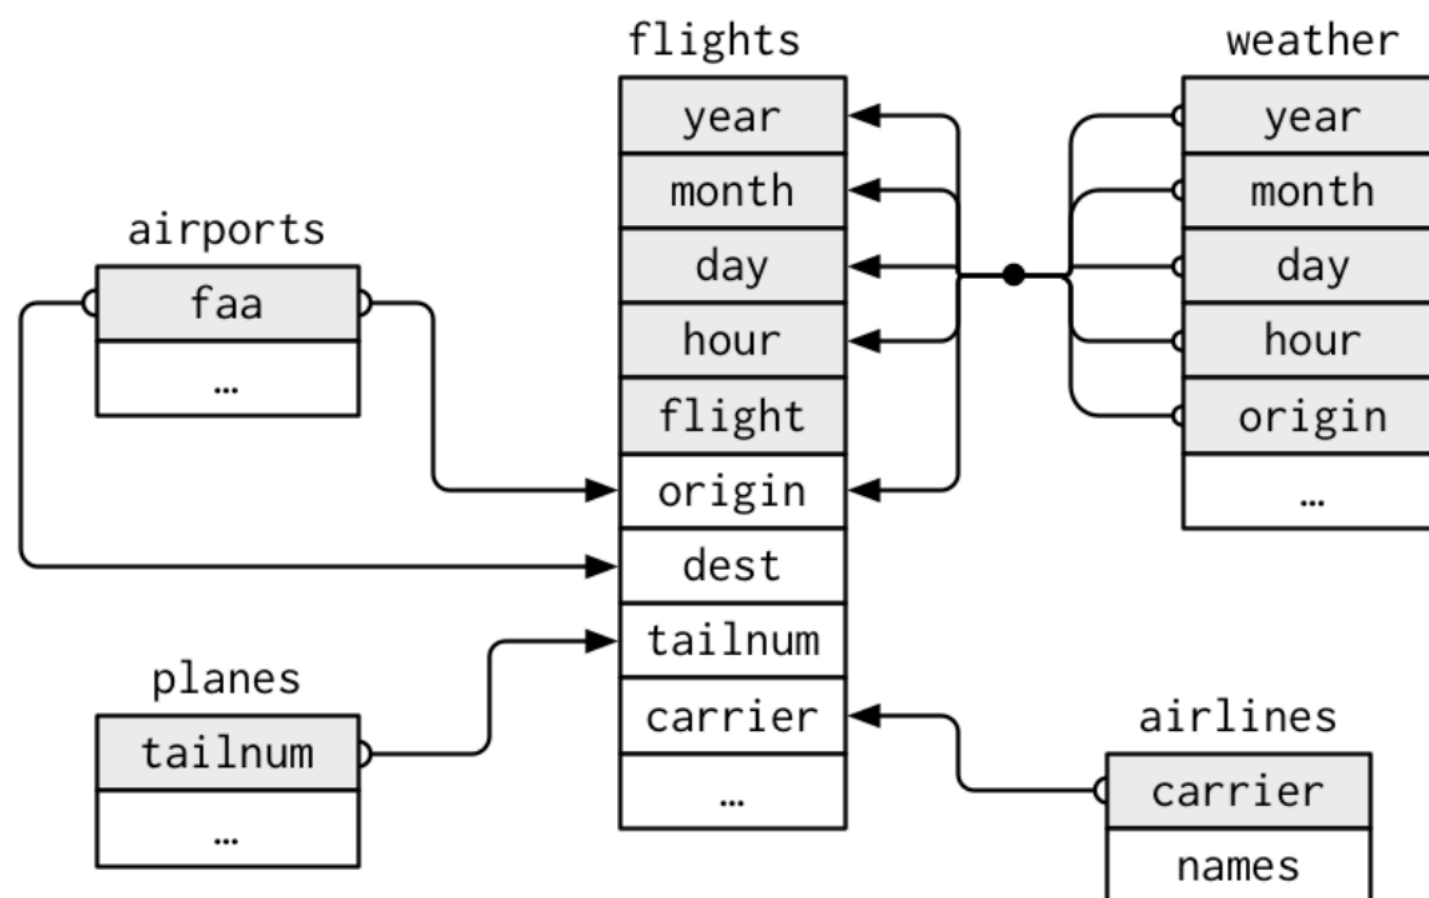 flights
year
month
day
hour
flight
origin
dest
tailnum
carrier
…
weather
year
month
day
hour
origin
…
airports
faa
…
planes
tailnum
…
airlines
carrier
names